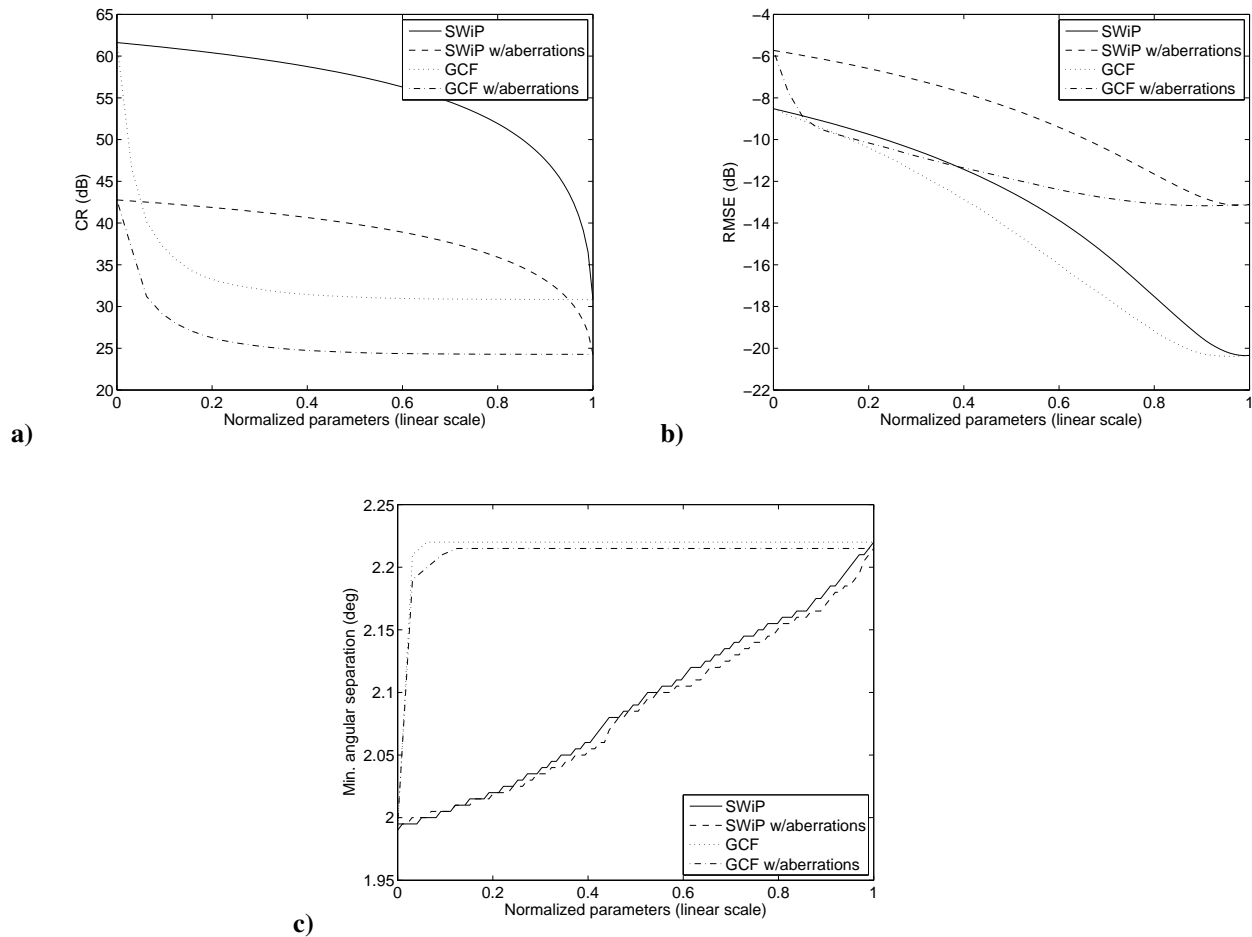 65
60
55
50
45
40
35
30
25
20
CR (dB)
0 0.2 0.4 0.6 0.8 1
Normalized parameters (linear scale)
SWiP
SWiP w/aberrations
GCF
GCF w/aberrations
a)
−4
−6
−8
−10
−12
−14
−16
−18
−20
−22
RMSE (dB)
0 0.2 0.4 0.6 0.8 1
Normalized parameters (linear scale)
SWiP
SWiP w/aberrations
GCF
GCF w/aberrations
b)
2.25
2.2
2.15
2.1
2.05
2
1.95
Min. angular separation (deg)
0 0.2 0.4 0.6 0.8 1
Normalized parameters (linear scale)
SWiP
SWiP w/aberrations
GCF
GCF w/aberrations
c)